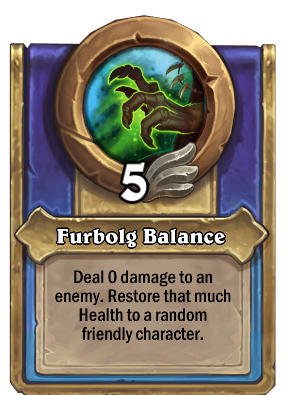 5
Furbolg Balance
Deal 0 damage to an
enemy. Restore that much
Health to a random
friendly character.